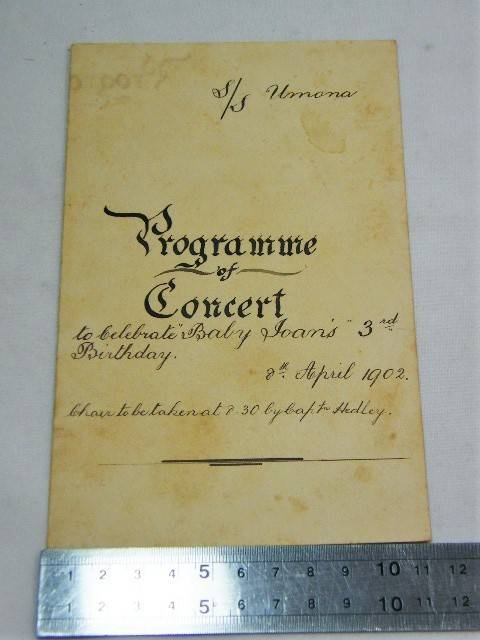 S/S Umona
Programme
of
Concert
to Celebrate "Baby Joan's" 3rd
Birthday.
8th April 1902.
Chair to be taken at 8.30 by Captn Hedley.
1 2 3 4 5 6 7 8 9 10 11 12
1 2 3 4 5 6 7 8 9 10 11 12